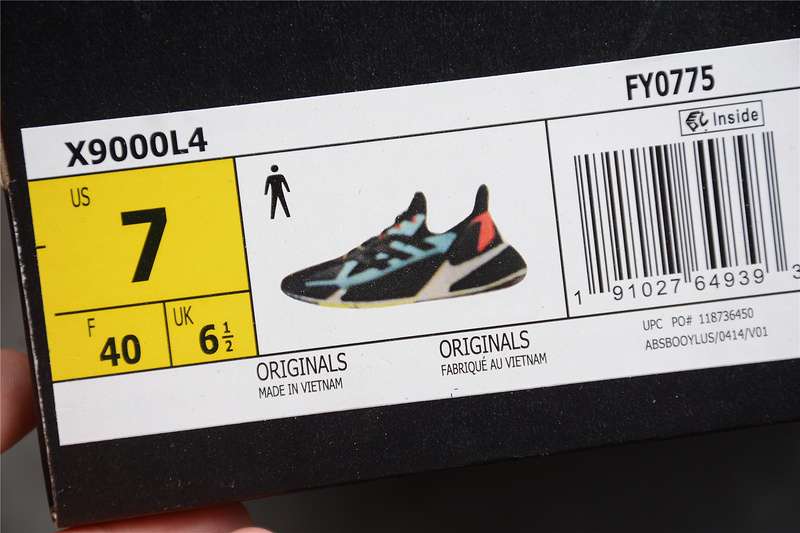 X9000L4
FY0775
Inside
US
7
F
40
UK
6 1/2
ORIGINALS
MADE IN VIETNAM
ORIGINALS
FABRIQUÉ AU VIETNAM
1 91027 64939 3
UPC PO# 118736450
ABSBOOYLUS/0414/V01